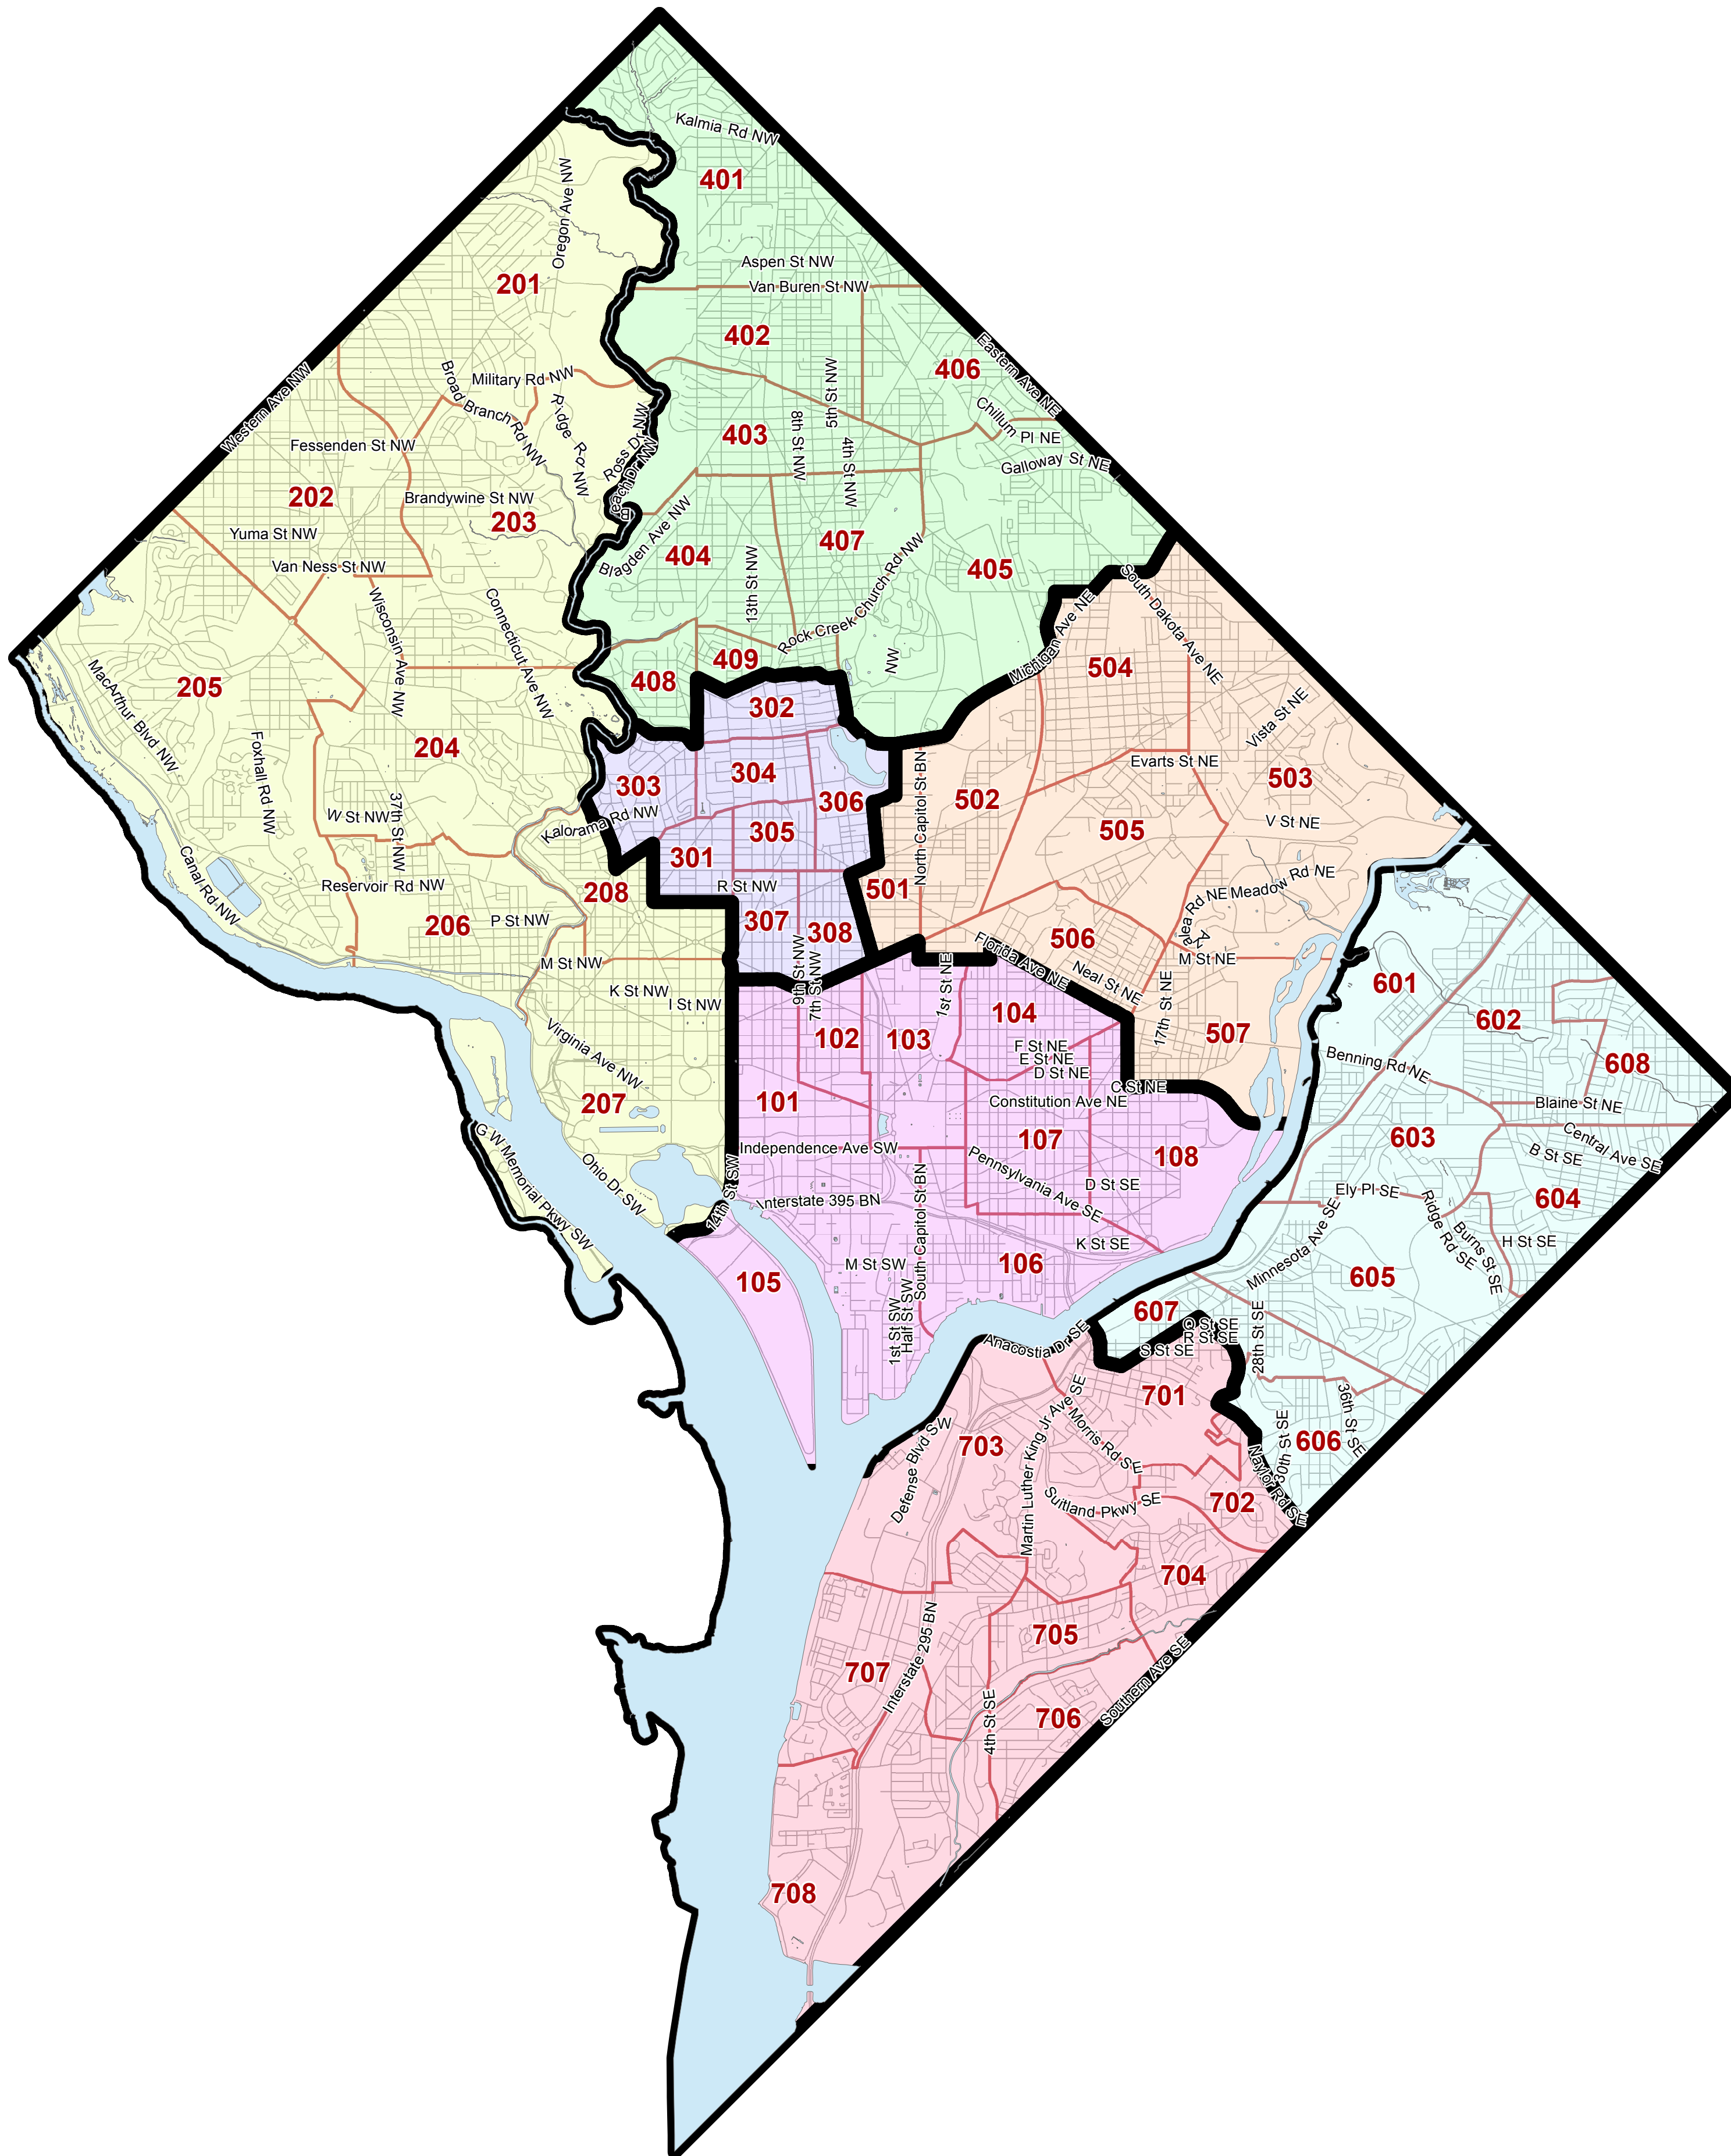 Kalmia Rd NW
401
Oregon Ave NW
Aspen St NW
201
Van Buren St NW
402
Eastern Ave NE
406
Western Ave NW
Military Rd NW
Broad Branch Rd NW
5th St NW
Chillum Pl NE
8th St NW
403
Fessenden St NW
4th St NW
Ross Dr NW
Galloway St NE
202
Brandywine St NW
203
Yuma St NW
Blagden Ave NW
404
407
405
Van Ness St NW
13th St NW
South Dakota Ave NE
Wisconsin Ave NW
Connecticut Ave NW
Rock Creek Church Rd NW
Michigan Ave NE
409
NW
504
205
408
MacArthur Blvd NW
302
Vista St NE
204
Foxhall Rd NW
Evarts St NE
304
303
503
502
306
W St NW
37th St NW
Kalorama Rd NW
North Capitol St BN
305
505
V St NE
301
Canal Rd NW
Reservoir Rd NW
R St NW
208
501
Meadow Rd NE
P St NW
206
307
308
506
Florida Ave NE
M St NW
M St NE
9th St NW
7th St NW
Neal St NE
601
K St NW
I St NW
1st St NE
17th St NE
104
602
102
103
507
Virginia Ave NW
F St NE
E St NE
D St NE
Benning Rd NE
608
C St NE
207
101
Constitution Ave NE
Blaine St NE
G W Memorial Pkwy SW
Independence Ave SW
107
603
Central Ave SE
108
B St SE
Ohio Dr SW
Pennsylvania Ave SE
14th St SW
D St SE
Ely Pl SE
604
Interstate 395 BN
South Capitol St BN
Ridge Rd SE
Burns St SE
Minnesota Ave SE
K St SE
H St SE
M St SW
106
105
605
607
1st St SW
Half St SW
Q St SE
R St SE
S St SE
Anacostia Dr SE
28th St SE
701
Martin Luther King Jr Ave SE
Morris Rd SE
36th St SE
Defense Blvd SW
703
30th St SE
606
Naylor Rd SE
Suitland Pkwy SE
702
704
Interstate 295 BN
705
707
Southern Ave SE
4th St SE
706
708